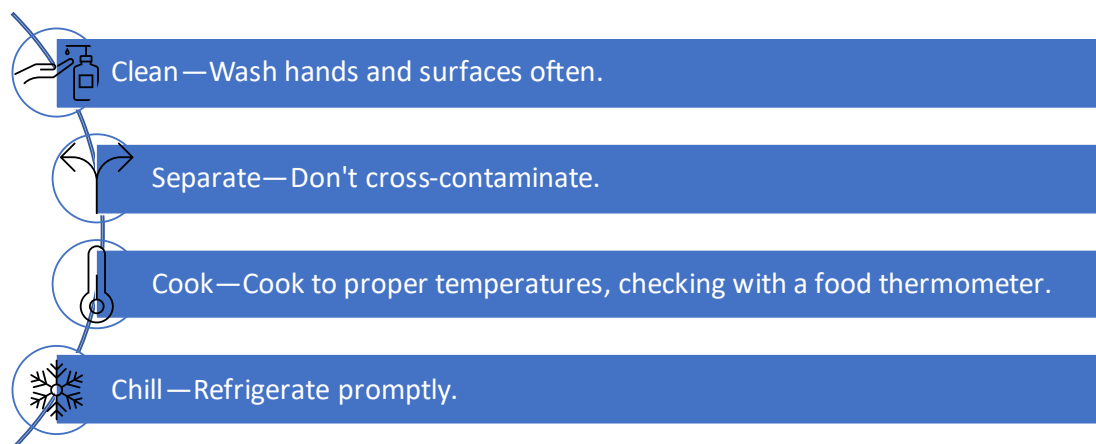 Clean—Wash hands and surfaces often.
Separate—Don't cross-contaminate.
Cook—Cook to proper temperatures, checking with a food thermometer.
Chill—Refrigerate promptly.